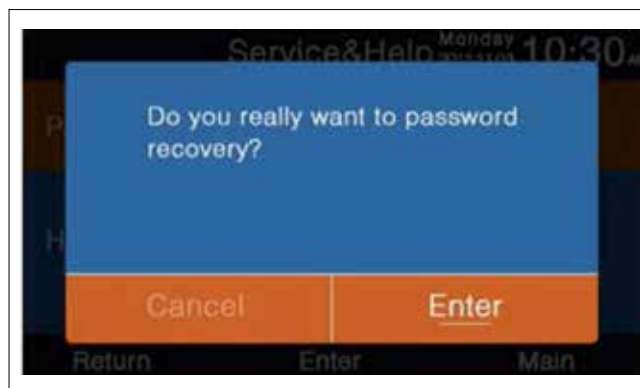 Service&Help Monday 10:30
P
Do you really want to password
recovery?
H
Cancel
Enter
Return
Enter
Main